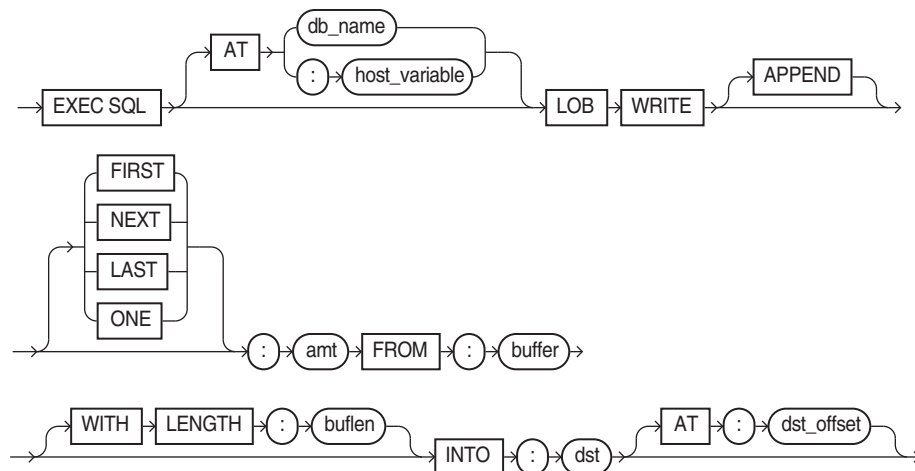 db_name
AT
: host_variable
EXEC SQL LOB WRITE APPEND
FIRST
NEXT
LAST
ONE
: amt FROM : buffer
WITH LENGTH : buflen AT : dst_offset
INTO : dst